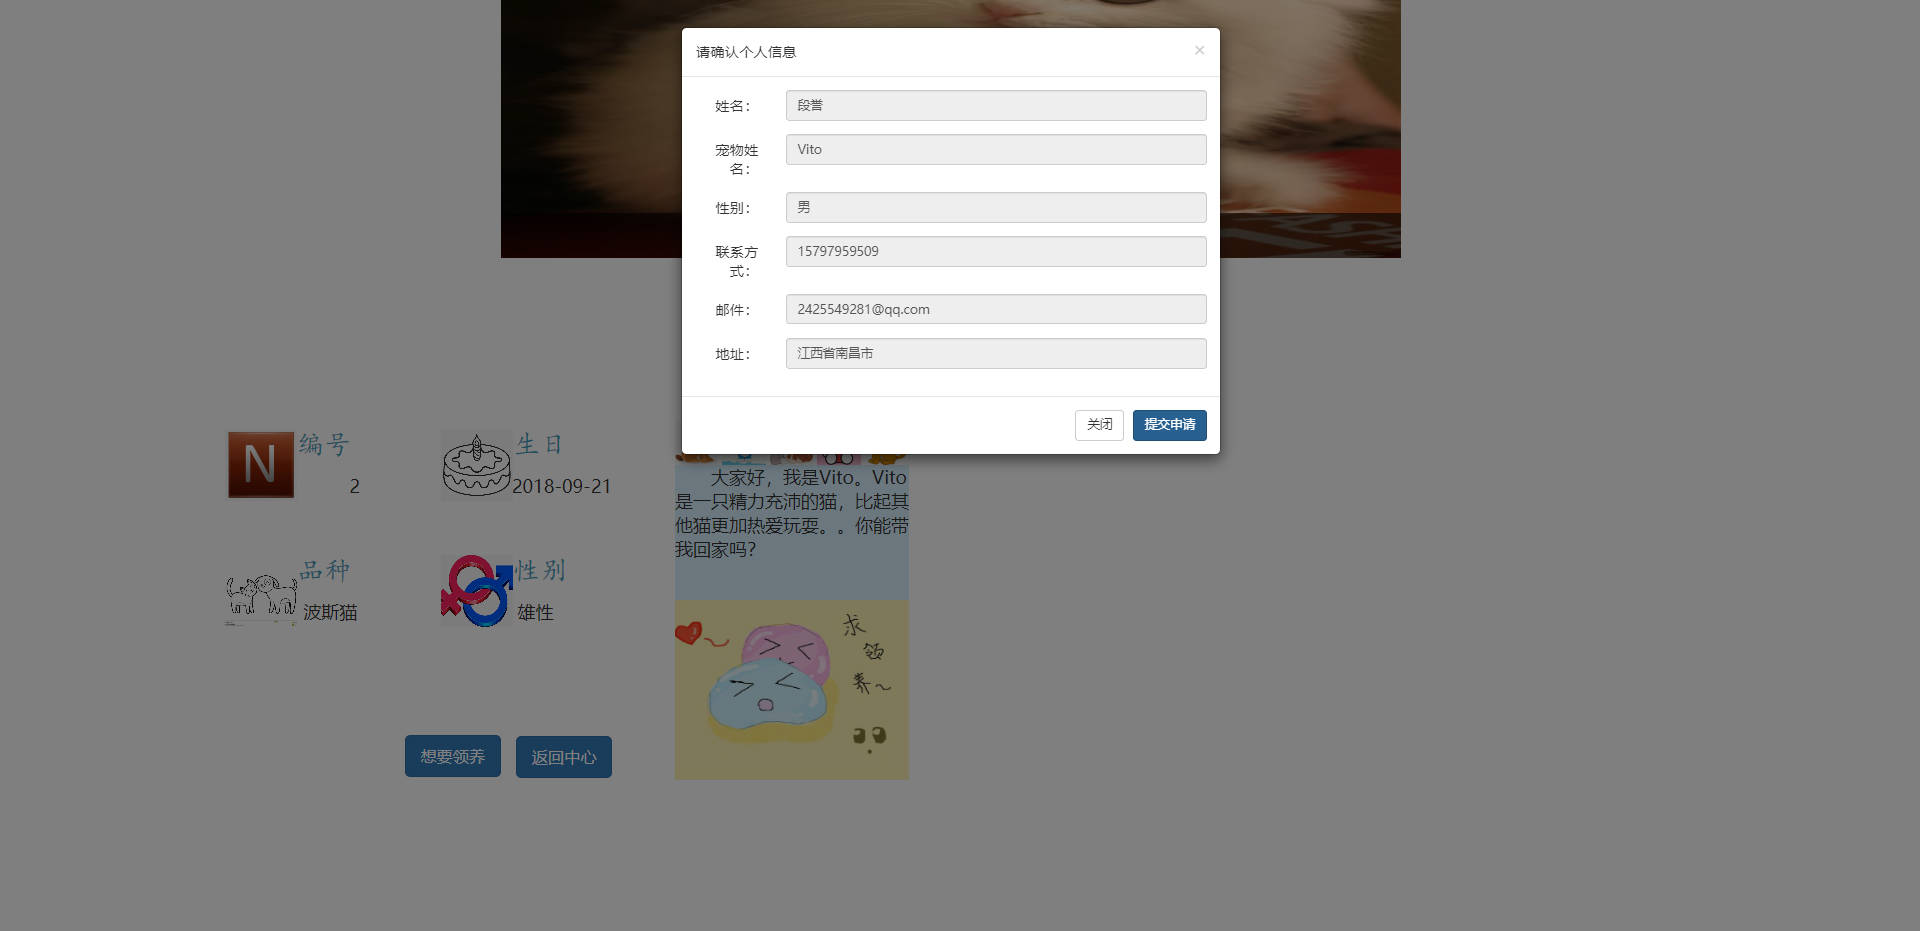 请确认个人信息
×
姓名： 段誉
宠物姓
名： Vito
性别： 男
联系方
式： 15797959509
邮件： 2425549281@qq.com
地址： 江西省南昌市
关闭 提交申请
N 编号
2
生日
2018-09-21
品种
波斯猫
性别
雄性
想要领养 返回中心
大家好，我是Vito。Vito
是一只精力充沛的猫，比起其
他猫更加热爱玩耍。。你能带
我回家吗？
求
领
养～